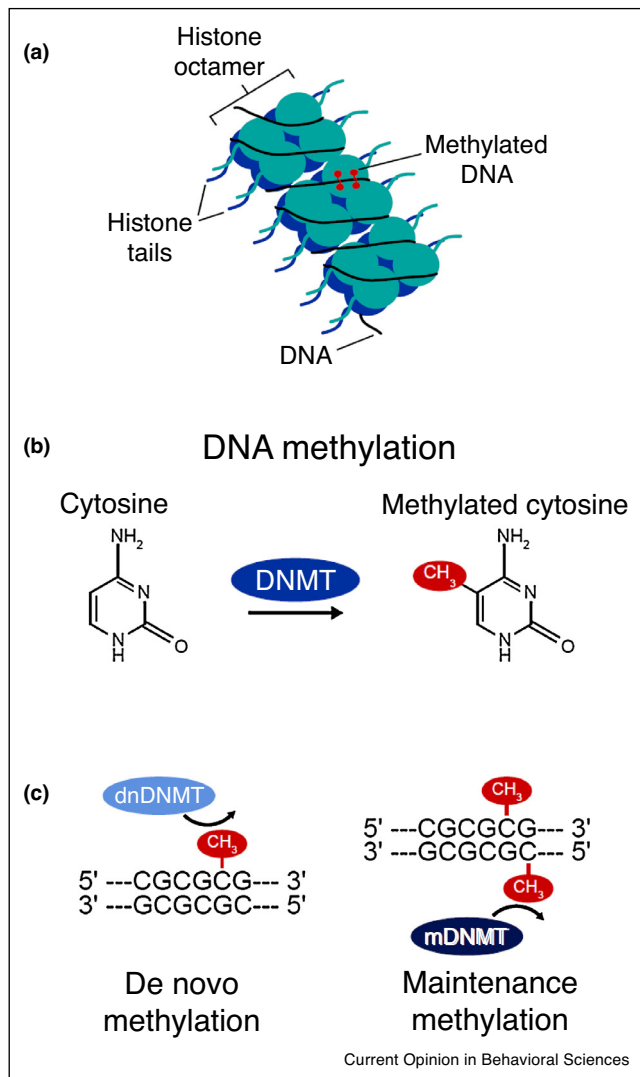 (a)
Histone
octamer
Methylated
DNA
Histone
tails
DNA
(b)
DNA methylation
Cytosine
Methylated cytosine
NH2
N
N
H
O
DNMT
CH3
NH2
N
N
H
O
(c)
dnDNMT
CH3
5' ---CGCGCG--- 3'
3' ---GCGCGC--- 5'
De novo
methylation
CH3
5' ---CGCGCG--- 3'
3' ---GCGCGC--- 5'
CH3
mDNMT
Maintenance
methylation
Current Opinion in Behavioral Sciences